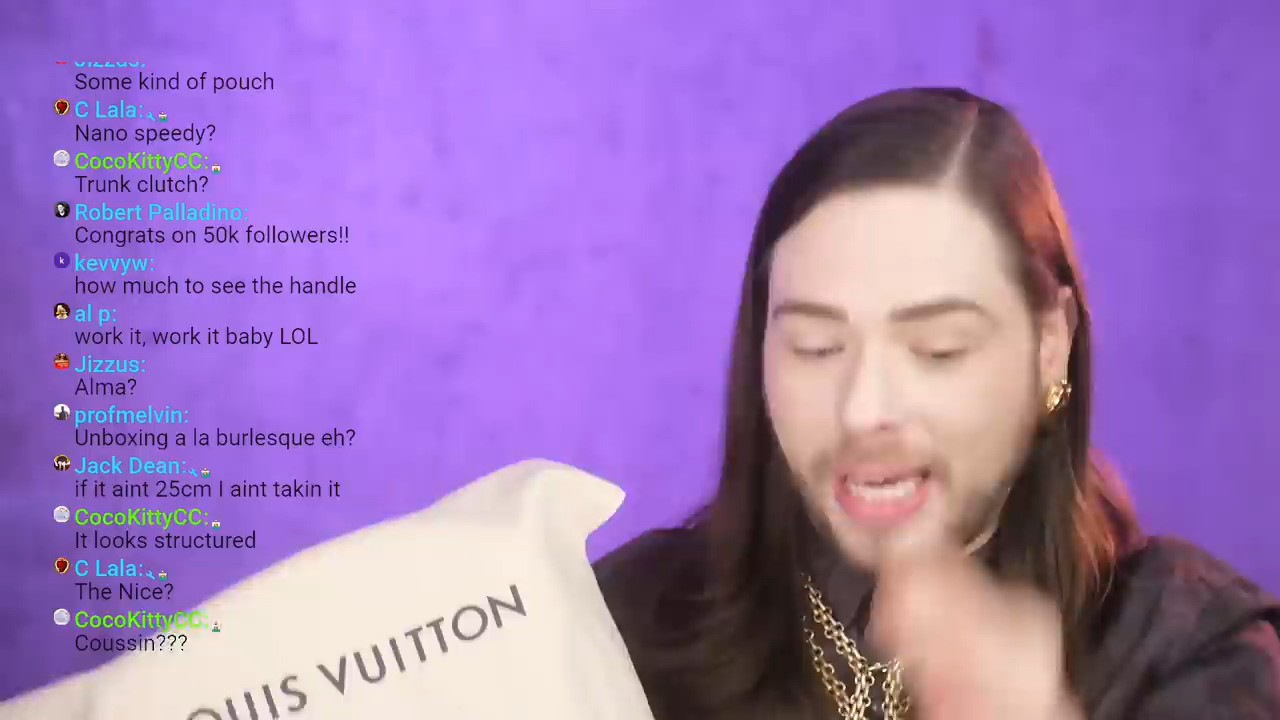 Jizzus:
Some kind of pouch
C Lala:
Nano speedy?
CocoKittyCC:
Trunk clutch?
Robert Palladino:
Congrats on 50k followers!!
kevvyw:
how much to see the handle
al p:
work it, work it baby LOL
Jizzus:
Alma?
profmelvin:
Unboxing a la burlesque eh?
Jack Dean:
if it aint 25cm I aint takin it
CocoKittyCC:
It looks structured
C Lala:
The Nice?
CocoKittyCC:
Coussin???
OUIS VUITTON